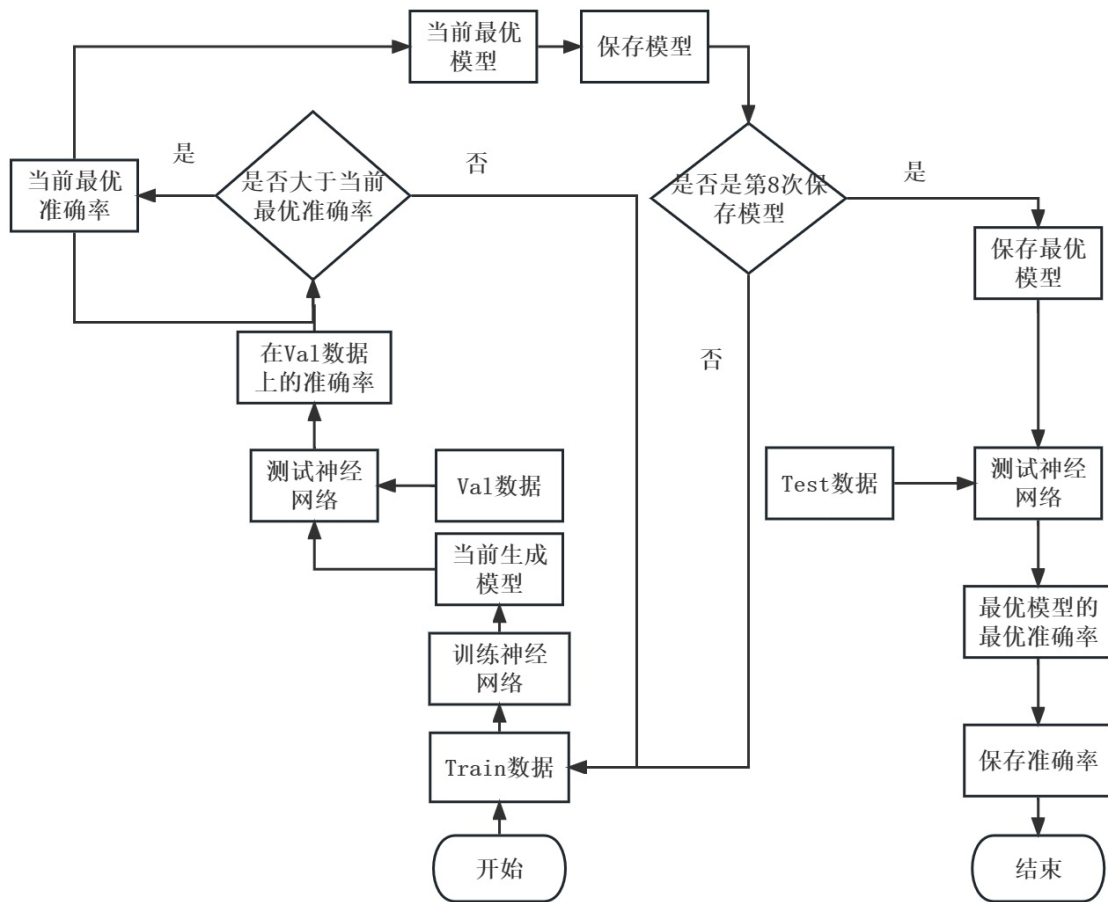 当前最优
模型
保存模型
是
否
当前最优
准确率
是否大于当前
最优准确率
是否是第8次保
存模型
是
保存最优
模型
在Val数据
上的准确率
否
测试神经
网络
Val数据
Test数据
测试神经
网络
当前生成
模型
最优模型的
最优准确率
训练神经
网络
Train数据
保存准确率
开始
结束